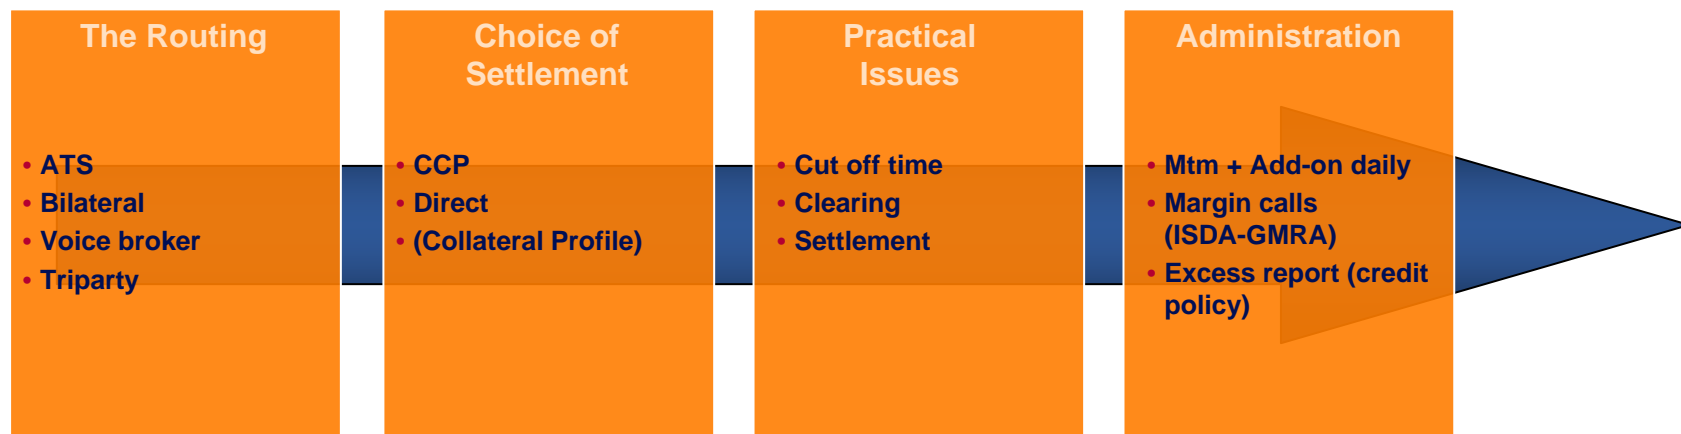 The Routing
• ATS
• Bilateral
• Voice broker
• Triparty
Choice of
Settlement
• CCP
• Direct
• (Collateral Profile)
Practical
Issues
• Cut off time
• Clearing
• Settlement
Administration
• Mtm + Add-on daily
• Margin calls
(ISDA-GMRA)
• Excess report (credit
policy)